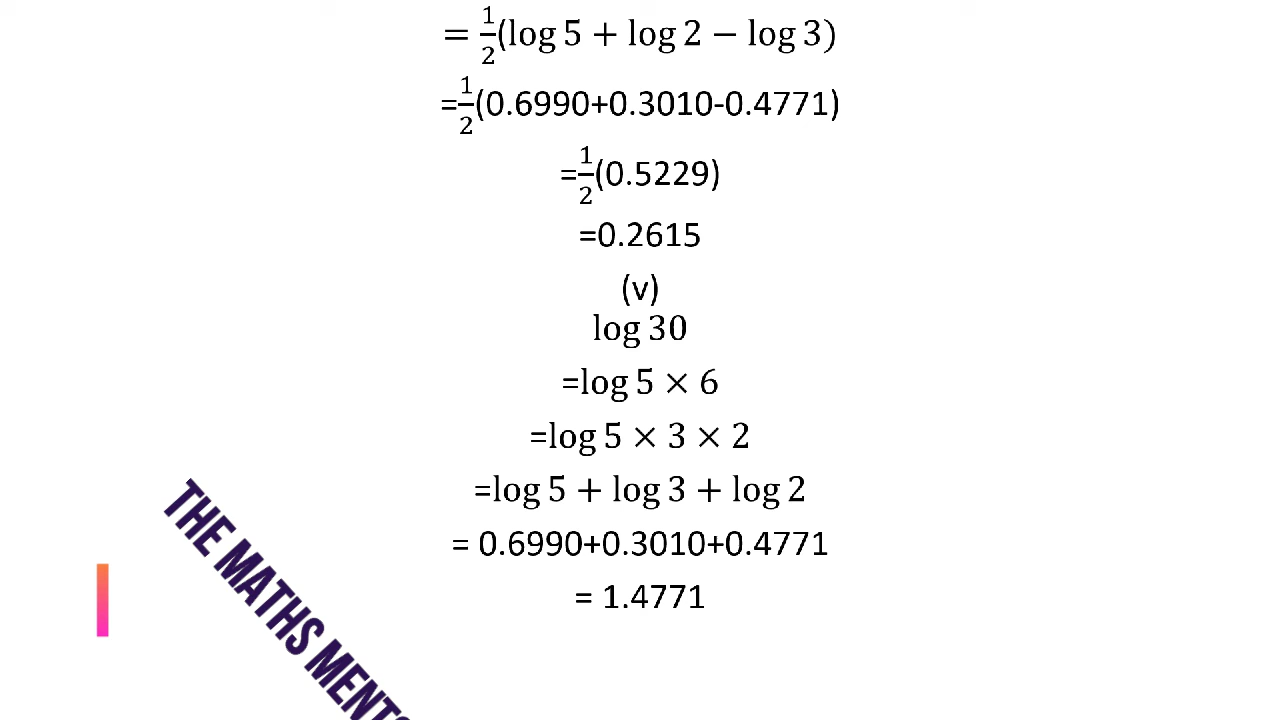 = 1/2(log 5 + log 2 − log 3)
=1/2(0.6990+0.3010-0.4771)
=1/2(0.5229)
=0.2615
(v)
log 30
=log 5 × 6
=log 5 × 3 × 2
=log 5 + log 3 + log 2
= 0.6990+0.3010+0.4771
= 1.4771
THE MATHS